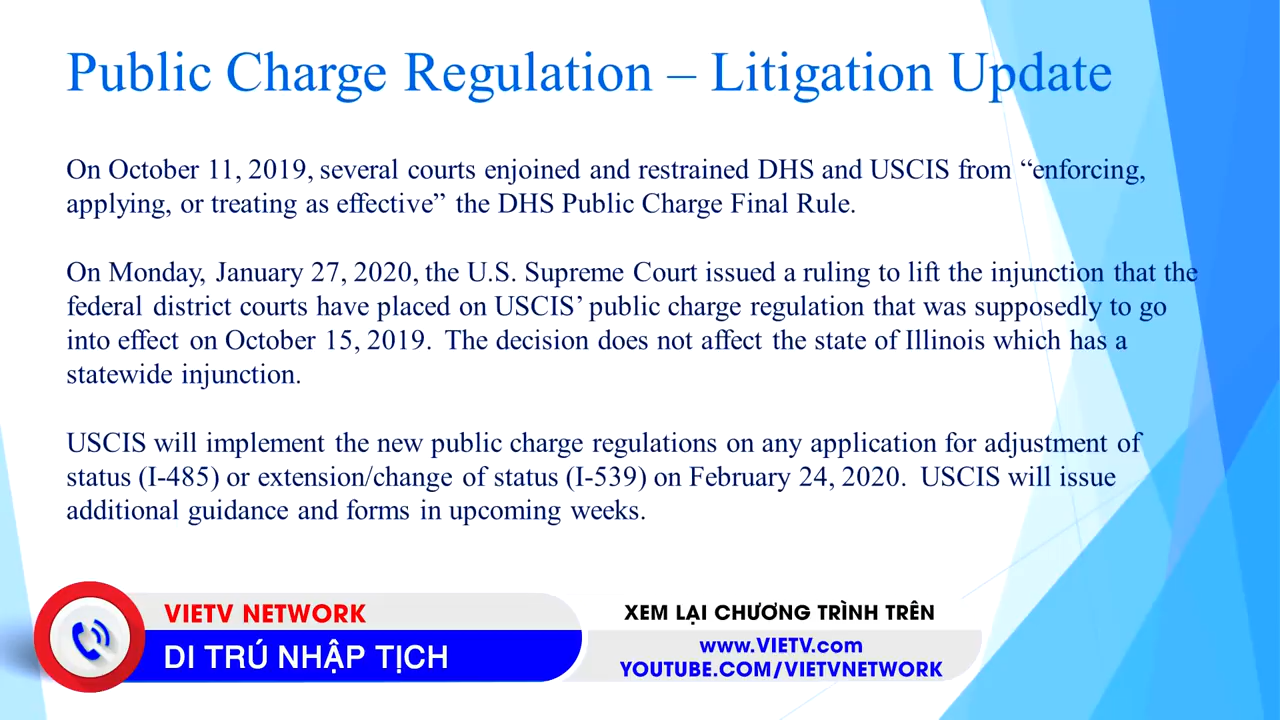 Public Charge Regulation – Litigation Update
On October 11, 2019, several courts enjoined and restrained DHS and USCIS from “enforcing,
applying, or treating as effective” the DHS Public Charge Final Rule.
On Monday, January 27, 2020, the U.S. Supreme Court issued a ruling to lift the injunction that the
federal district courts have placed on USCIS’ public charge regulation that was supposedly to go
into effect on October 15, 2019. The decision does not affect the state of Illinois which has a
statewide injunction.
USCIS will implement the new public charge regulations on any application for adjustment of
status (I-485) or extension/change of status (I-539) on February 24, 2020. USCIS will issue
additional guidance and forms in upcoming weeks.
VIETV NETWORK
DI TRÚ NHẬP TỊCH
XEM LẠI CHƯƠNG TRÌNH TRÊN
www.VIETV.com
YOUTUBE.COM/VIETVNETWORK